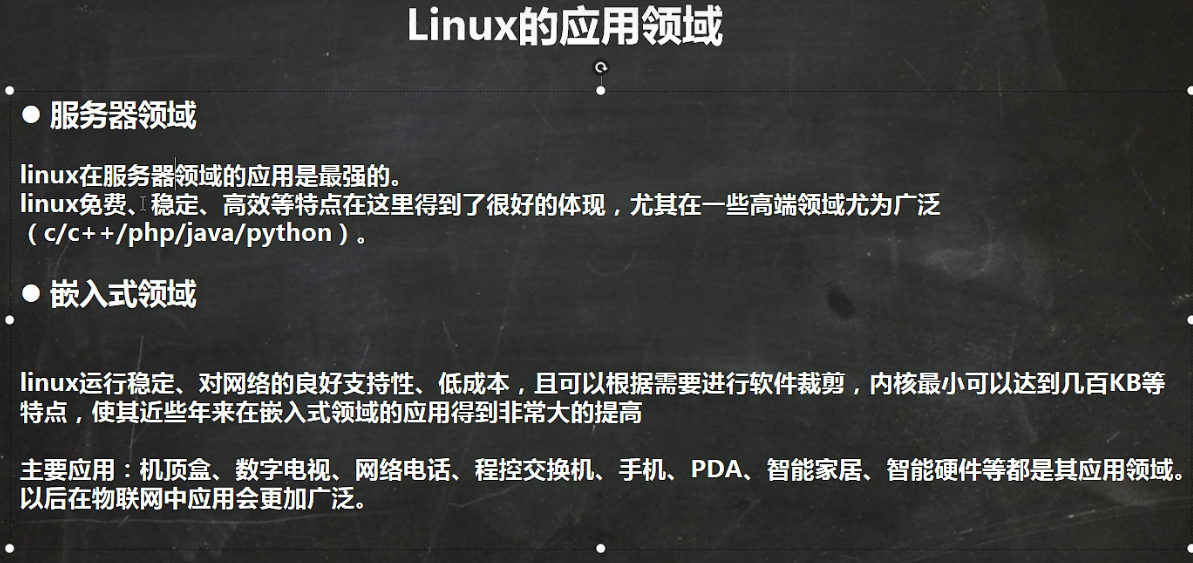 Linux的应用领域
● 服务器领域
linux在服务器领域的应用是最强的。
linux免费、稳定、高效等特点在这里得到了很好的体现，尤其在一些高端领域尤为广泛
（c/c++/php/java/python）。
● 嵌入式领域
linux运行稳定、对网络的良好支持性、低成本，且可以根据需要进行软件裁剪，内核最小可以达到几百KB等
特点，使其近些年来在嵌入式领域的应用得到非常大的提高
主要应用：机顶盒、数字电视、网络电话、程控交换机、手机、PDA、智能家居、智能硬件等都是其应用领域。
以后在物联网中应用会更加广泛。